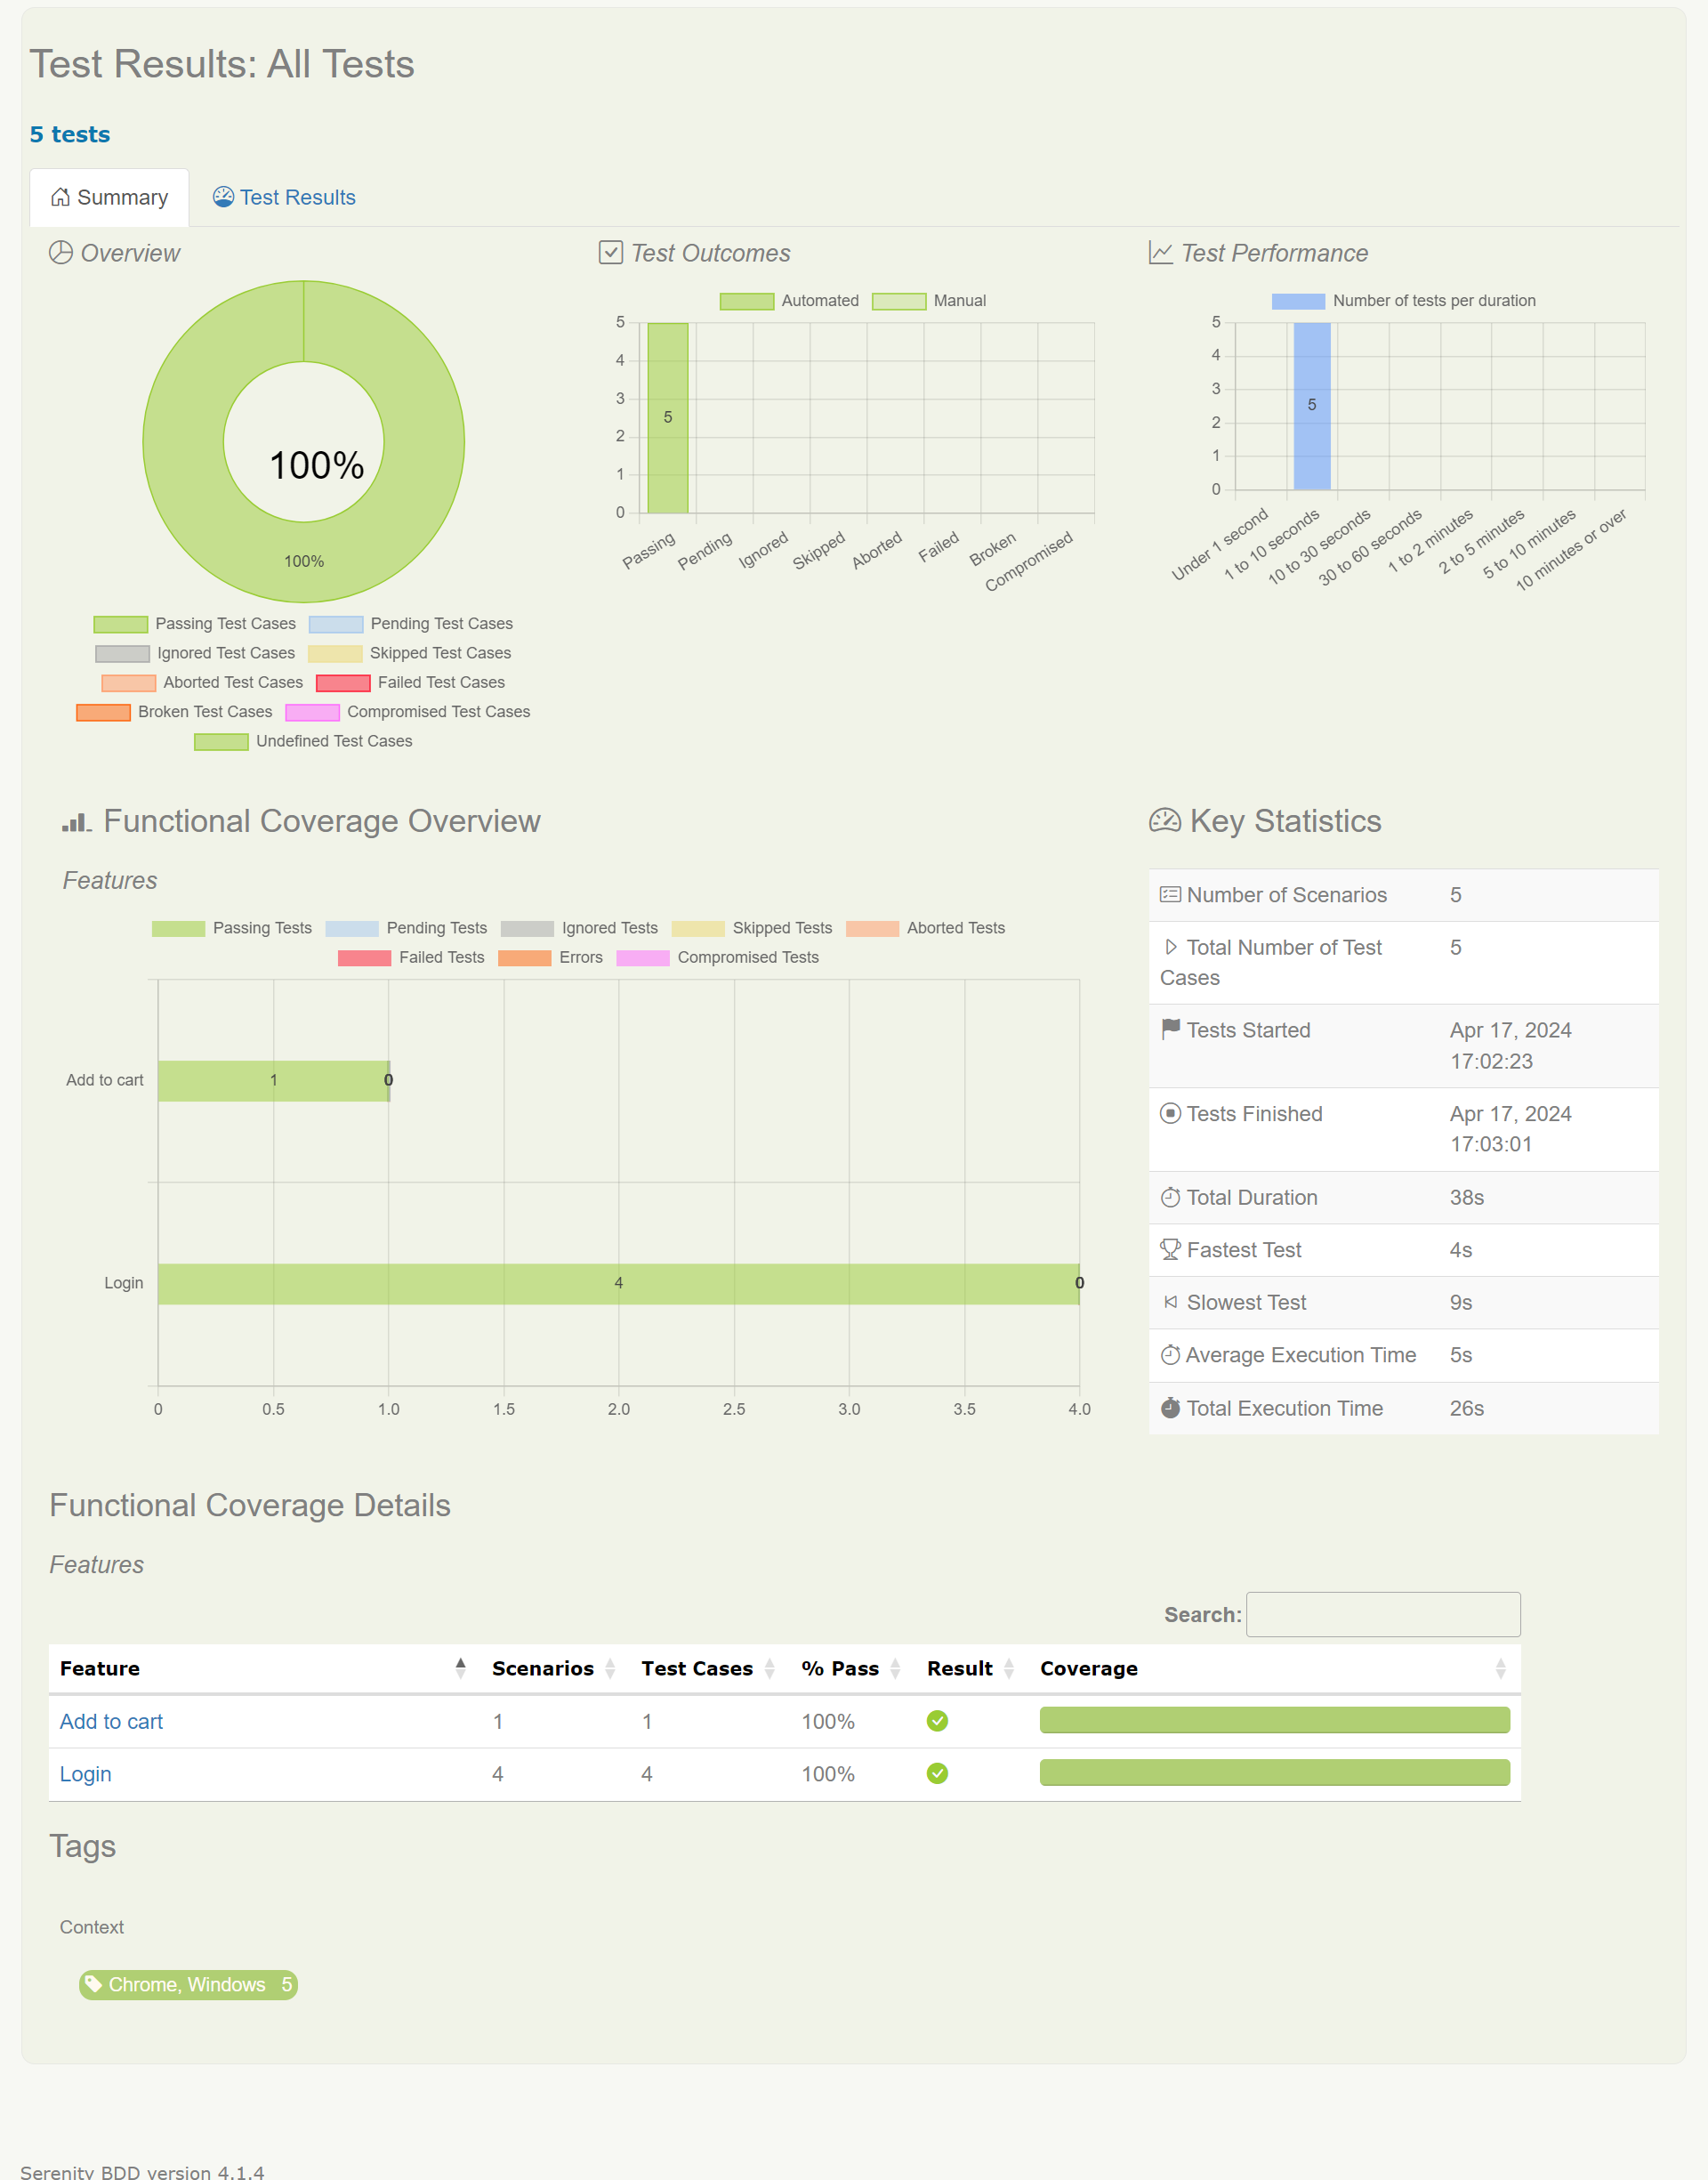 Test Results: All Tests
5 tests
Summary
Test Results
Overview
100%
100%
Passing Test Cases
Pending Test Cases
Ignored Test Cases
Skipped Test Cases
Aborted Test Cases
Failed Test Cases
Broken Test Cases
Compromised Test Cases
Undefined Test Cases
Test Outcomes
Automated
Manual
5
4
3
2
1
0
5
Passing
Pending
Ignored
Skipped
Aborted
Failed
Broken
Compromised
Test Performance
Number of tests per duration
5
4
3
2
1
0
5
Under 1 second
1 to 10 seconds
10 to 30 seconds
30 to 60 seconds
1 to 2 minutes
2 to 5 minutes
5 to 10 minutes
10 minutes or over
Functional Coverage Overview
Features
Passing Tests
Pending Tests
Ignored Tests
Skipped Tests
Aborted Tests
Failed Tests
Errors
Compromised Tests
Add to cart
1
0
Login
4
0
0
0.5
1.0
1.5
2.0
2.5
3.0
3.5
4.0
Key Statistics
Number of Scenarios 5
Total Number of Test 5
Cases
Tests Started Apr 17, 2024
17:02:23
Tests Finished Apr 17, 2024
17:03:01
Total Duration 38s
Fastest Test 4s
Slowest Test 9s
Average Execution Time 5s
Total Execution Time 26s
Functional Coverage Details
Features
Search:
Feature Scenarios Test Cases % Pass Result Coverage
Add to cart 1 1 100%
Login 4 4 100%
Tags
Context
Chrome, Windows 5
Serenity BDD version 4.1.4